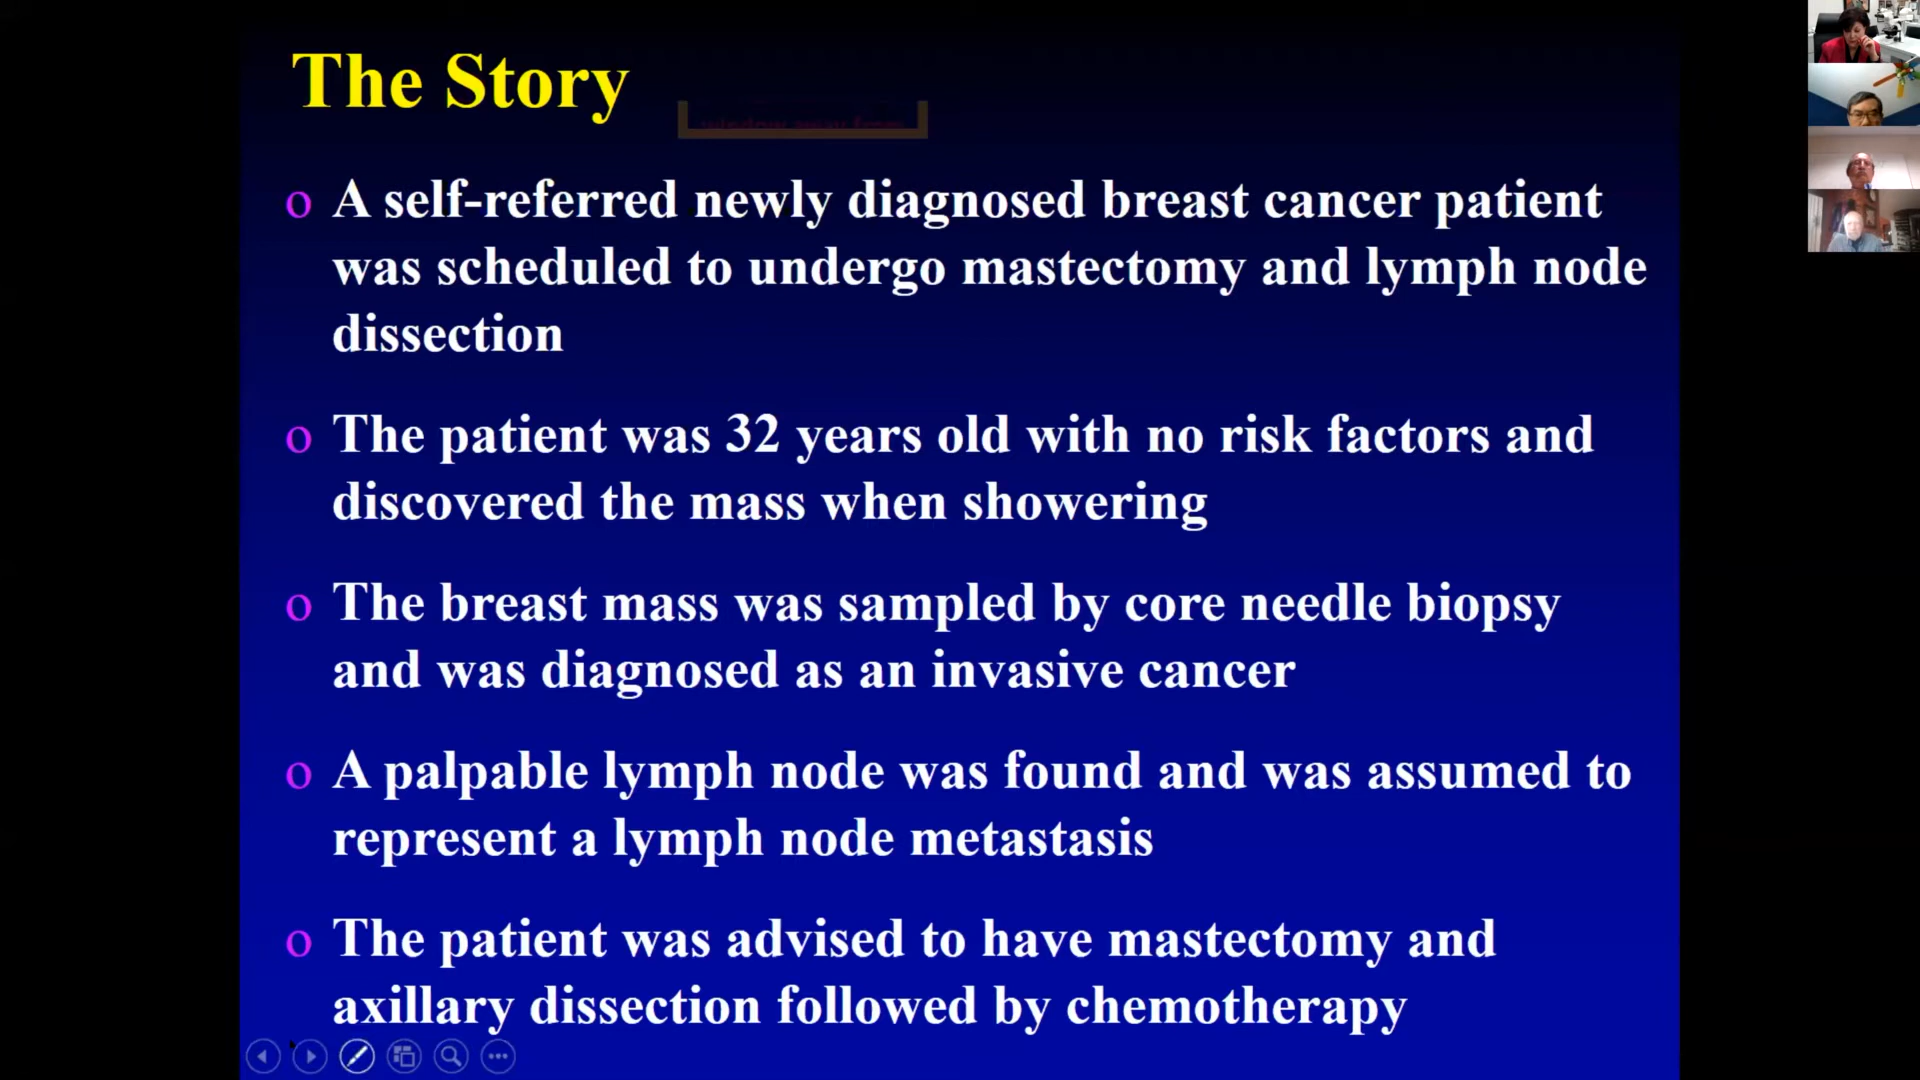 The Story
window away from
o A self-referred newly diagnosed breast cancer patient
was scheduled to undergo mastectomy and lymph node
dissection
o The patient was 32 years old with no risk factors and
discovered the mass when showering
o The breast mass was sampled by core needle biopsy
and was diagnosed as an invasive cancer
o A palpable lymph node was found and was assumed to
represent a lymph node metastasis
o The patient was advised to have mastectomy and
axillary dissection followed by chemotherapy